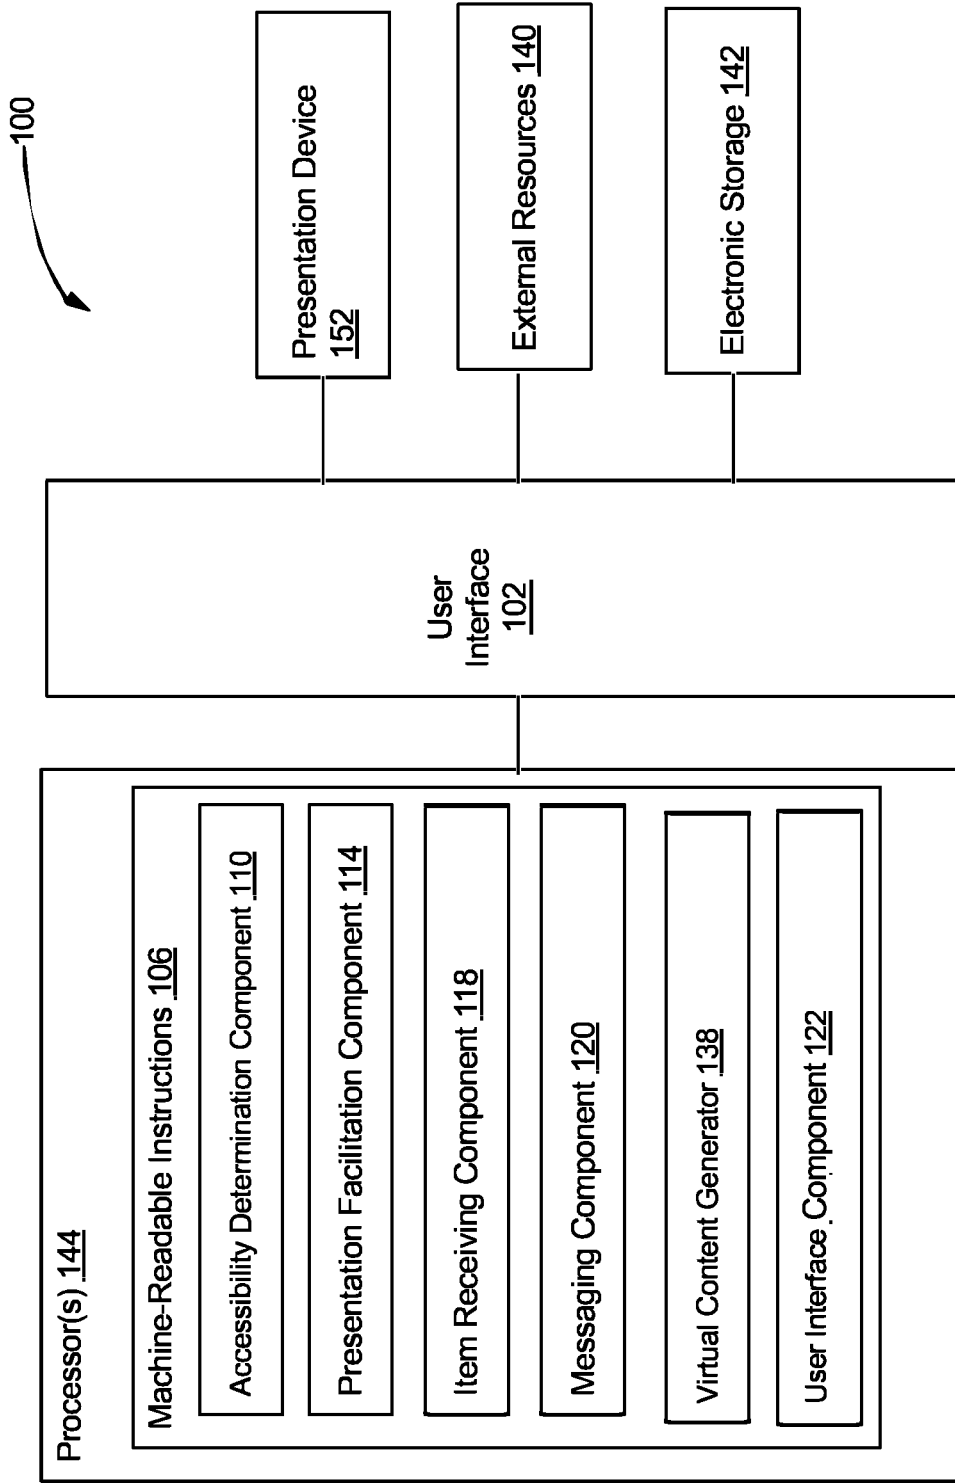 100
Processor(s) 144
Machine-Readable Instructions 106
Accessibility Determination Component 110
Presentation Facilitation Component 114
Item Receiving Component 118
Messaging Component 120
Virtual Content Generator 138
User Interface Component 122
User
Interface
102
Presentation Device
152
External Resources 140
Electronic Storage 142